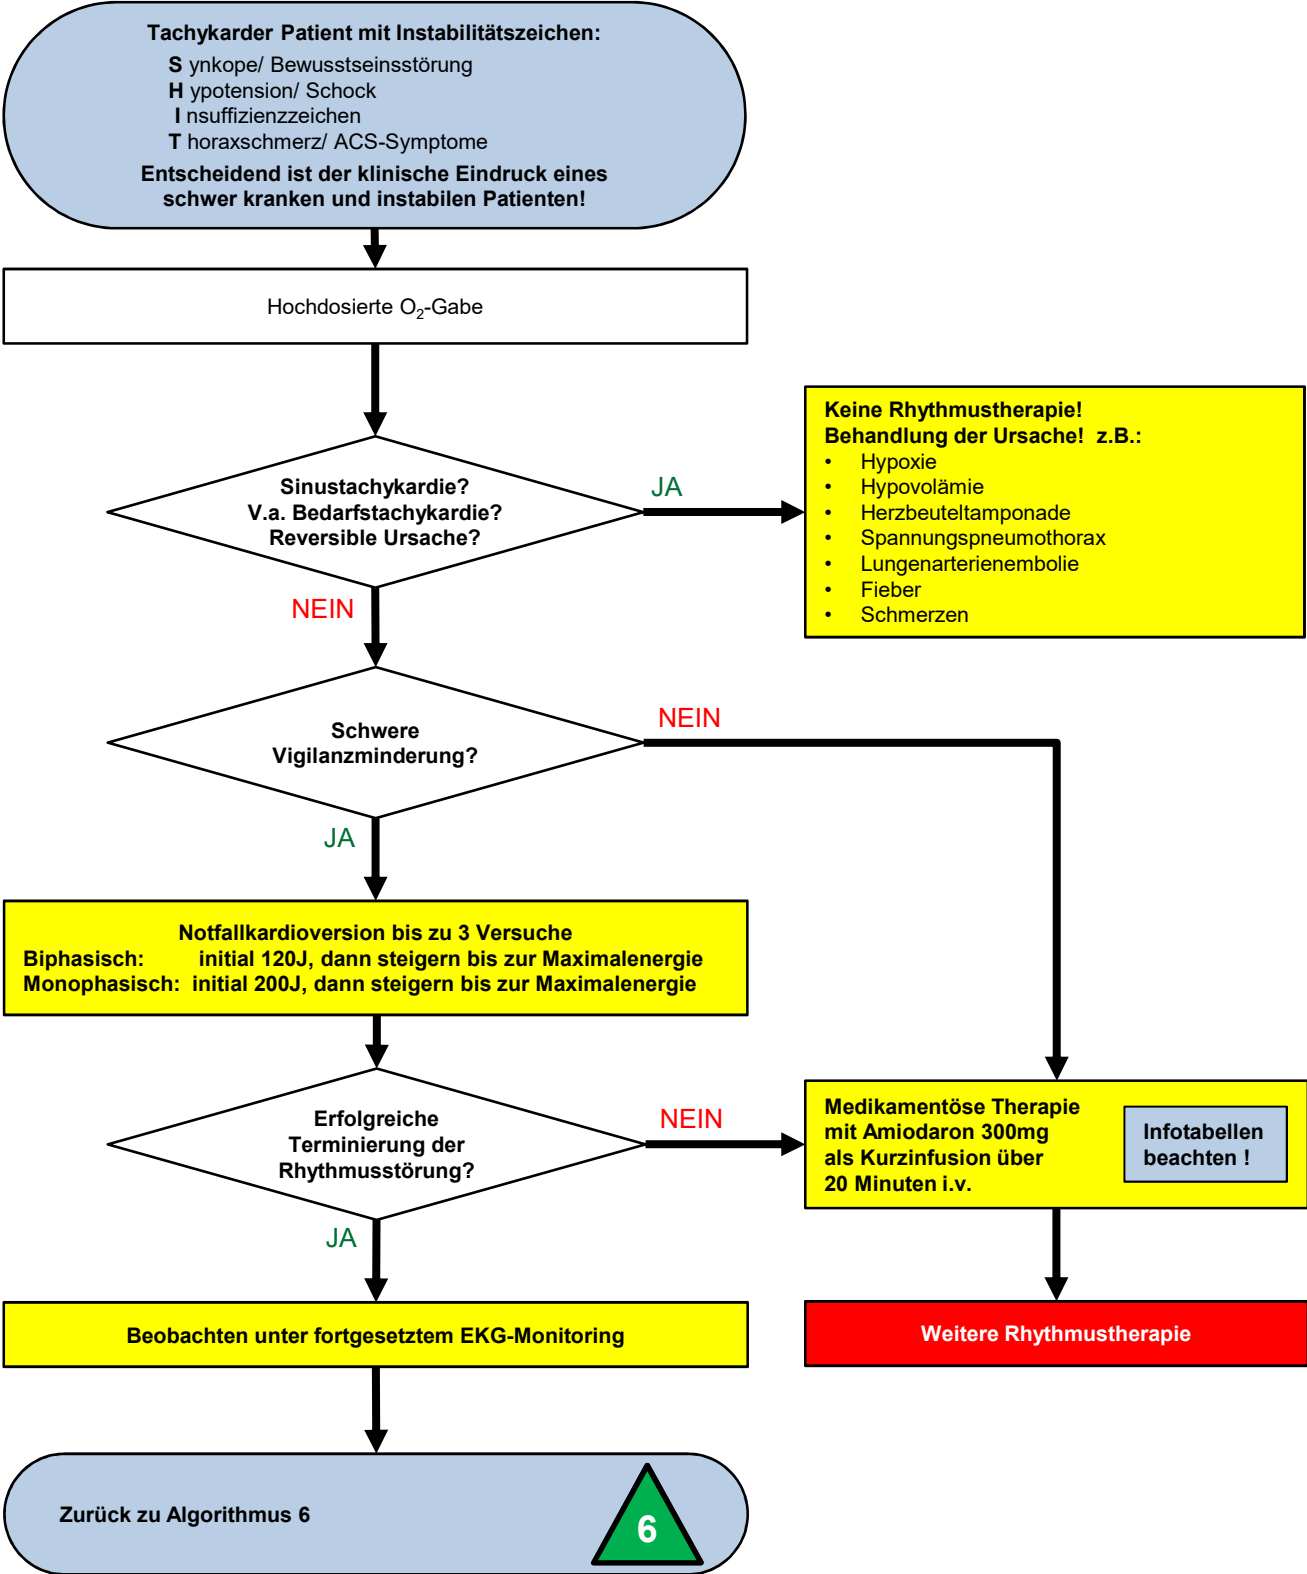 Tachykarder Patient mit Instabilitätszeichen:
S ynkope/ Bewusstseinsstörung
H ypotension/ Schock
I nsuffizienzzeichen
T horaxschmerz/ ACS-Symptome
Entscheidend ist der klinische Eindruck eines
schwer kranken und instabilen Patienten!
Hochdosierte O₂-Gabe
Sinustachykardie?
V.a. Bedarfstachykardie?
Reversible Ursache?
JA
Keine Rhythmustherapie!
Behandlung der Ursache! z.B.:
• Hypoxie
• Hypovolämie
• Herzbeuteltamponade
• Spannungspneumothorax
• Lungenarterienembolie
• Fieber
• Schmerzen
NEIN
Schwere
Vigilanzminderung?
NEIN
JA
Notfallkardioversion bis zu 3 Versuche
Biphasisch: initial 120J, dann steigern bis zur Maximalenergie
Monophasisch: initial 200J, dann steigern bis zur Maximalenergie
Erfolgreiche
Terminierung der
Rhythmusstörung?
NEIN
Medikamentöse Therapie
mit Amiodaron 300mg
als Kurzinfusion über
20 Minuten i.v.
Infotabellen
beachten !
JA
Beobachten unter fortgesetztem EKG-Monitoring
Weitere Rhythmustherapie
Zurück zu Algorithmus 6
6